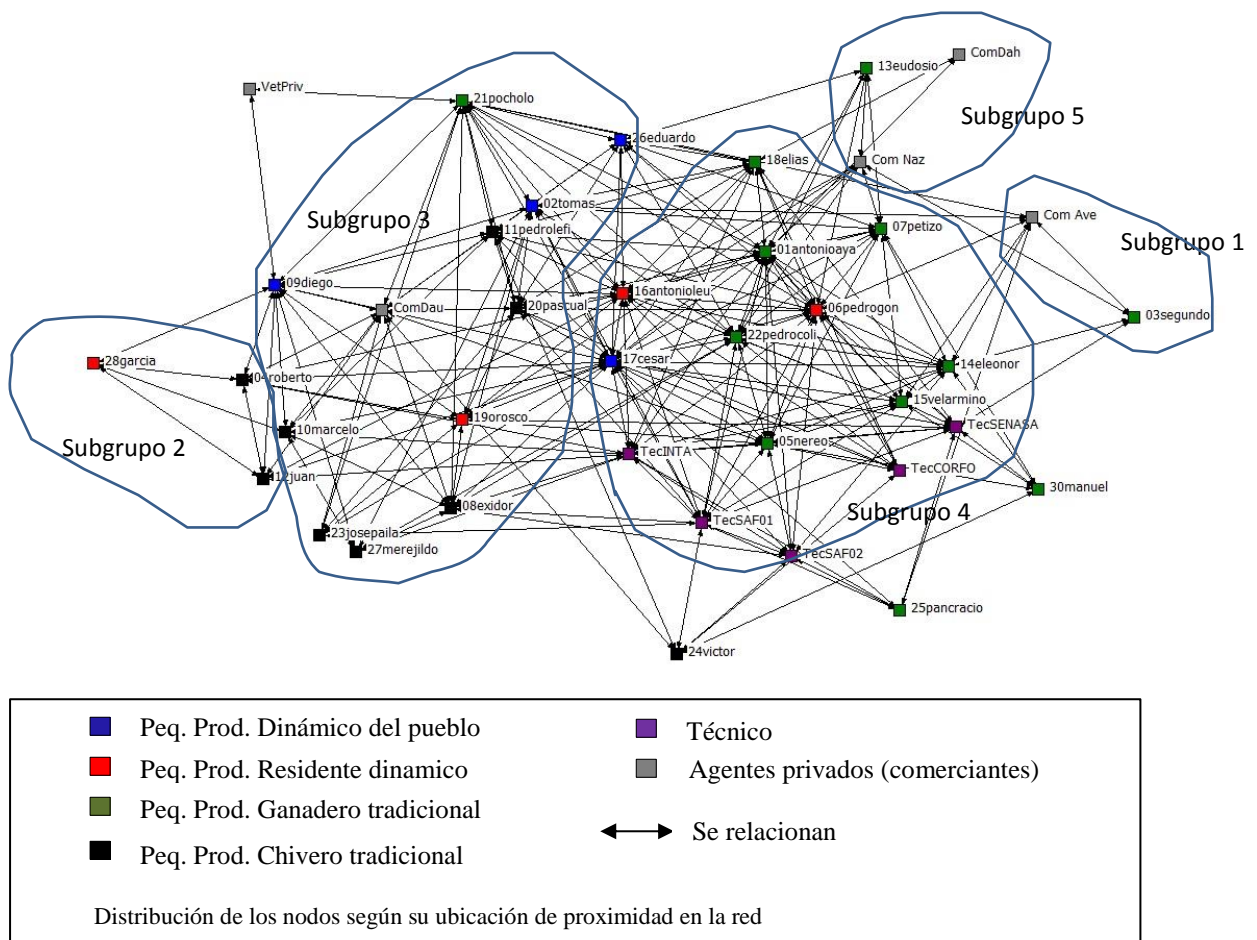 ComDah
13eudosio
VetPriv
21pocholo
Subgrupo 5
26eduardo
18elias
Com Naz
02tomas
Com Ave
Subgrupo 3
11pedrolefi
07petizo
Subgrupo 1
01antonioaya
09diego
16antonioleu
ComDau
20pascual
06pedrogon
03segundo
22pedrocoli
28garcia
17cesar
14eleonor
04roberto
15velarmino
19orosco
TecSENASA
10marcelo
Subgrupo 2
05nereos
TecINTA
TecCORFO
12juan
30manuel
08exidor
Subgrupo 4
TecSAF01
23josepaila
27merejildo
TecSAF02
25pancracio
24victor
Peq. Prod. Dinámico del pueblo
Peq. Prod. Residente dinamico
Peq. Prod. Ganadero tradicional
Peq. Prod. Chivero tradicional
Técnico
Agentes privados (comerciantes)
Se relacionan
Distribución de los nodos según su ubicación de proximidad en la red